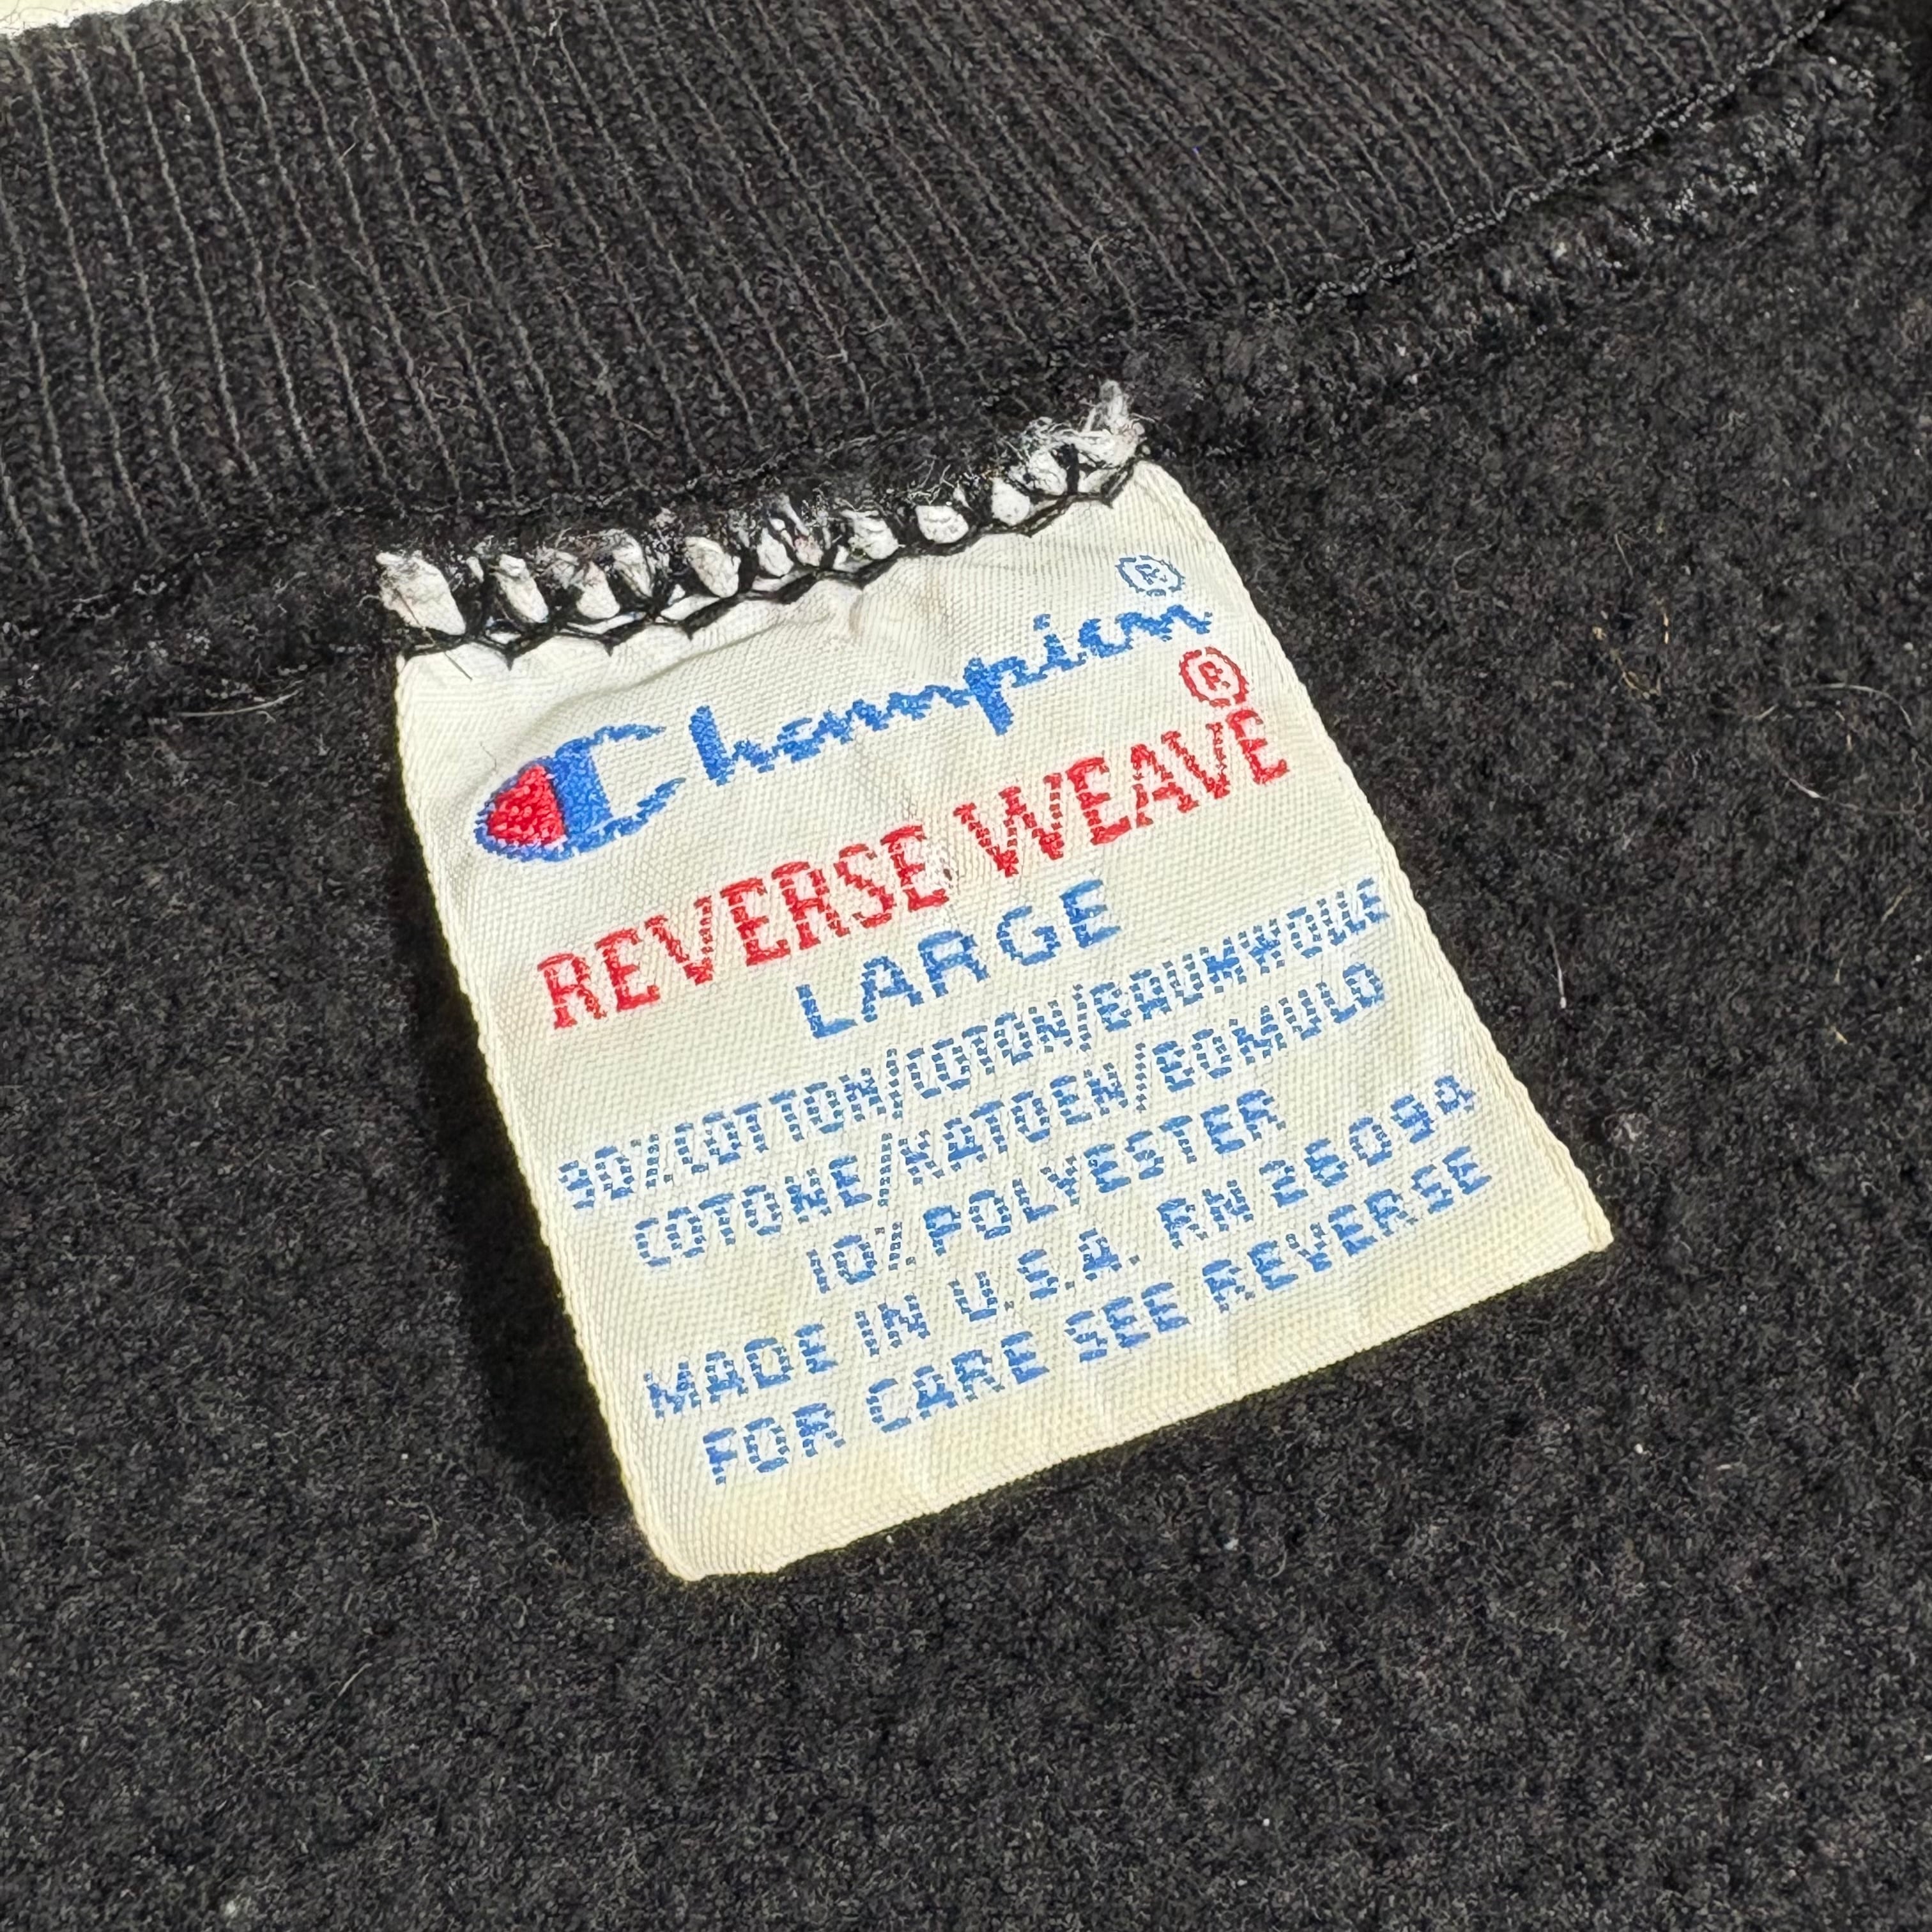 Champion®
REVERSE WEAVE®
LARGE
90%COTTON/COTON/BAUMWOLLE
COTONE/KATOEN/BOMULD
10% POLYESTER
MADE IN U.S.A. RN 26094
FOR CARE SEE REVERSE